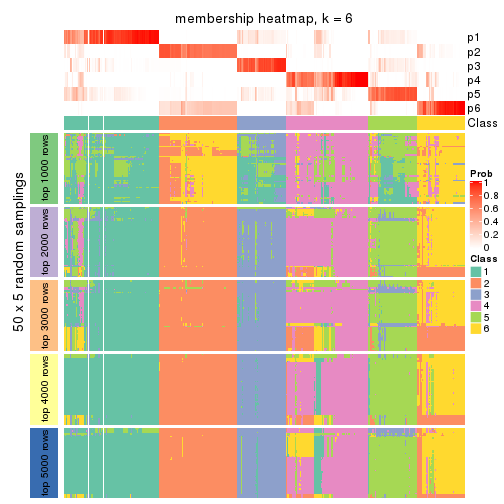 membership heatmap, k = 6
p1
p2
p3
p4
p5
p6
Class
50 x 5 random samplings
top 1000 rows
top 2000 rows
top 3000 rows
top 4000 rows
top 5000 rows
Prob
1
0.8
0.6
0.4
0.2
0
Class
1
2
3
4
5
6